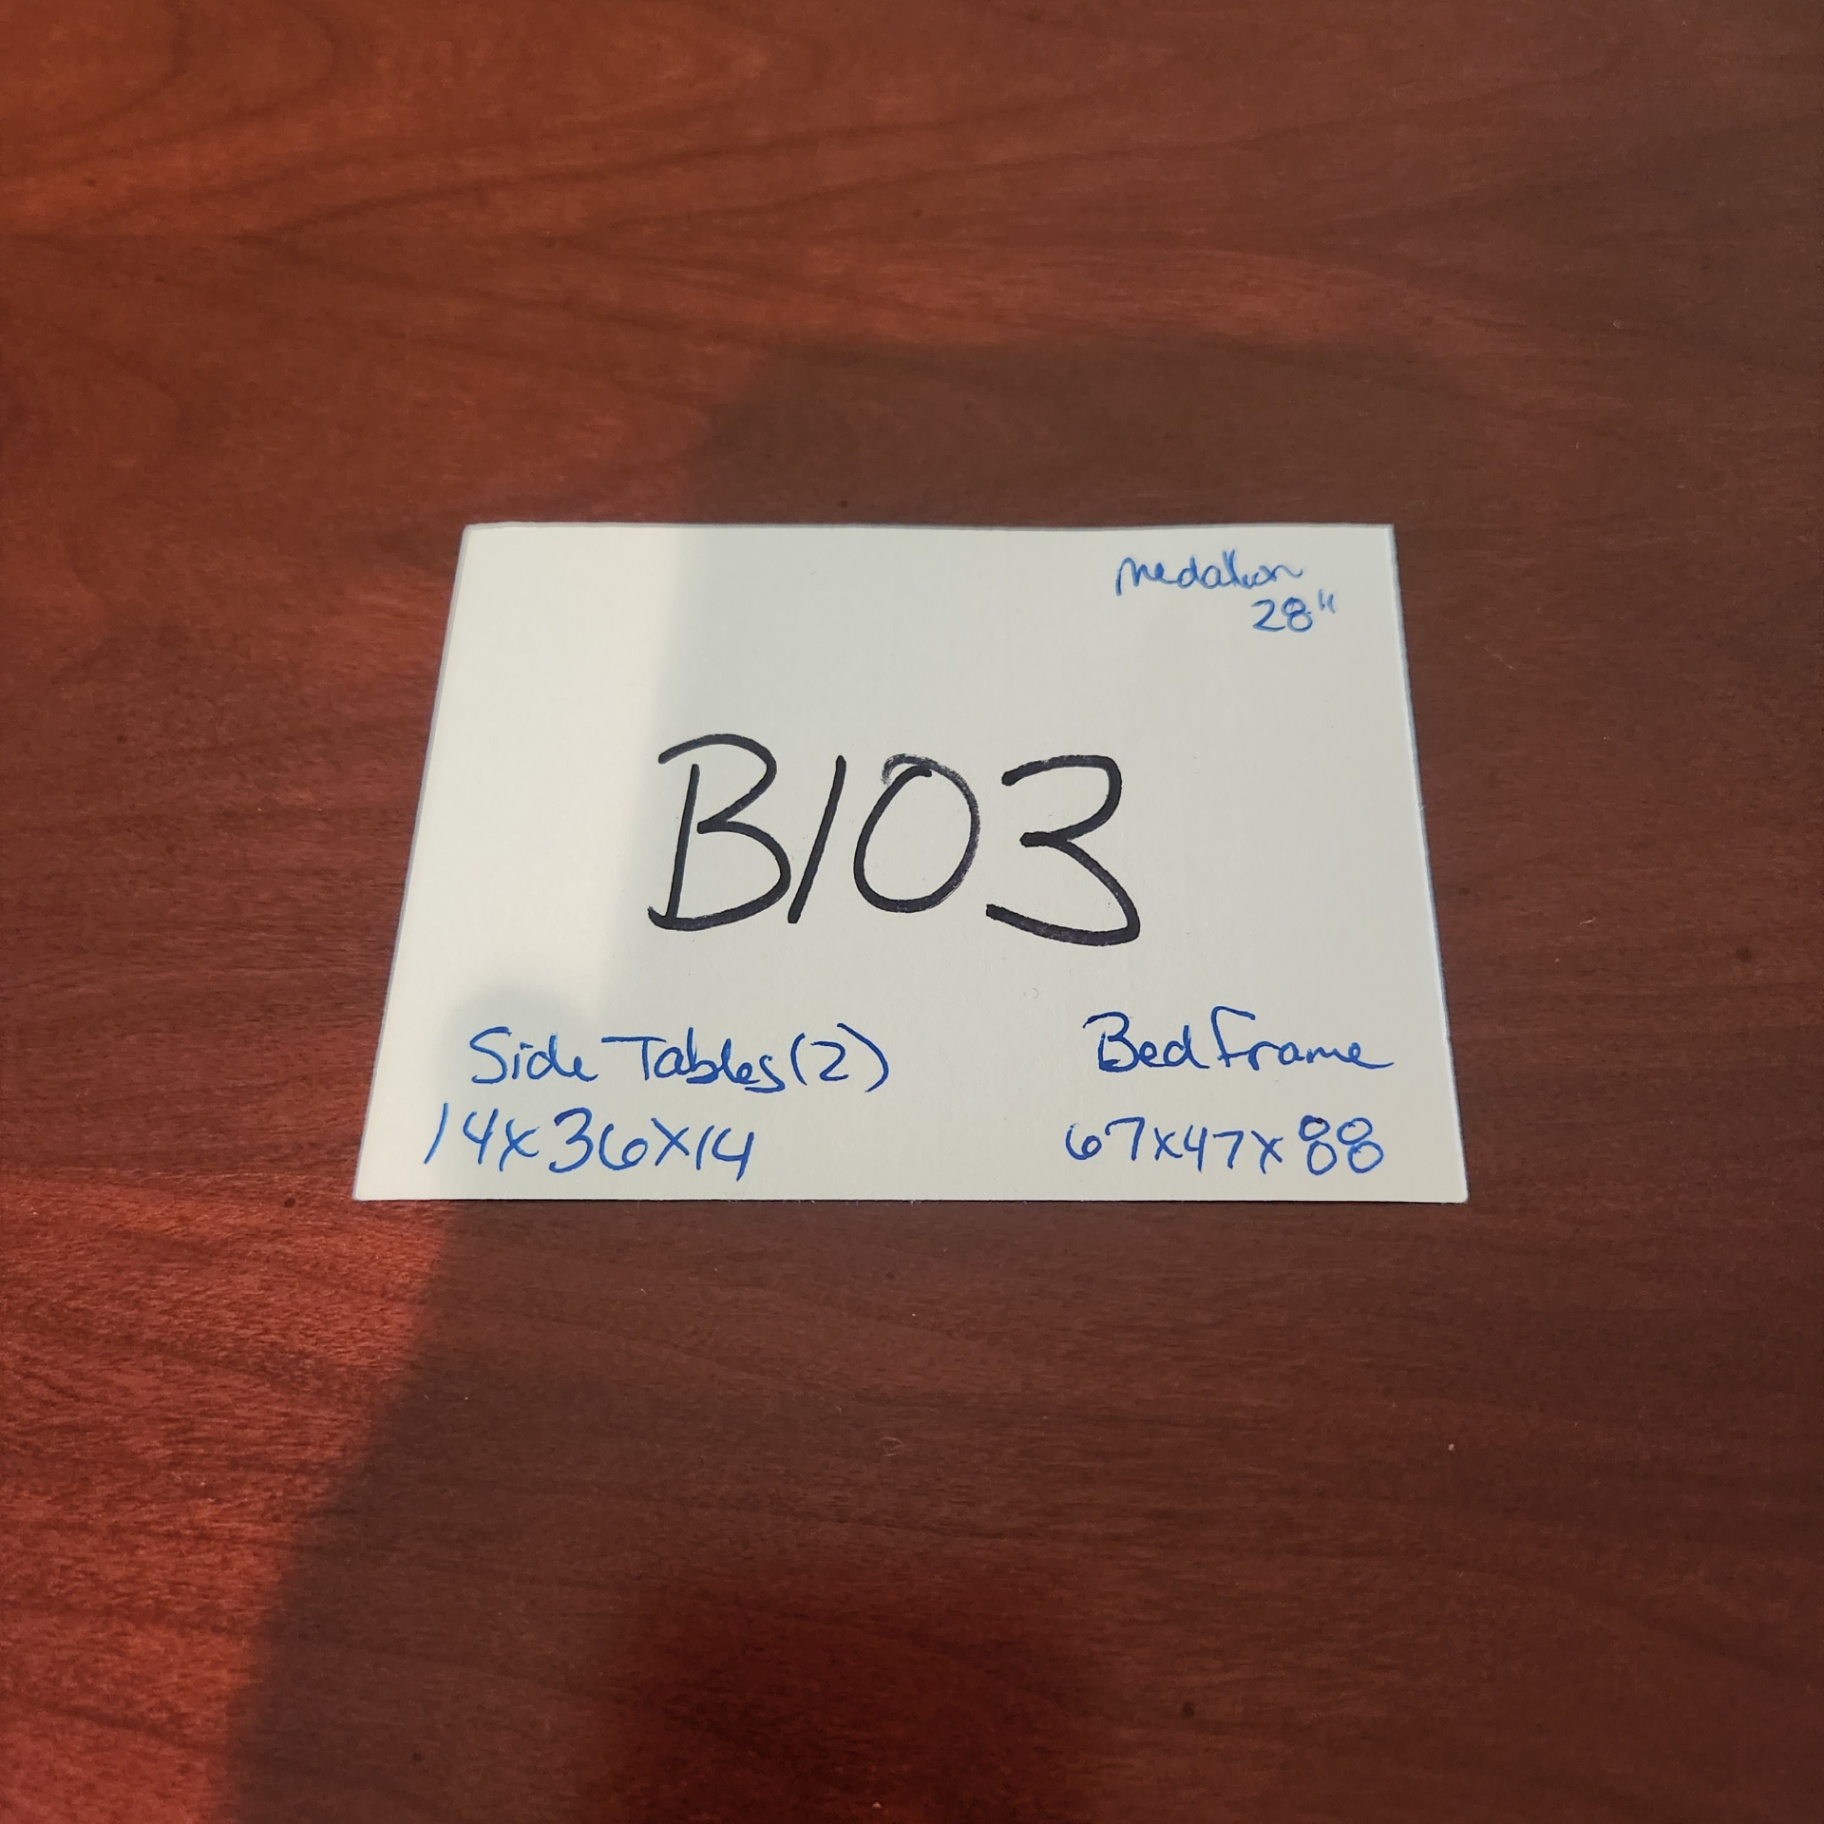 Medallion
28"
B103
Side Tables (2)
14x36x14
Bed Frame
67x47x88